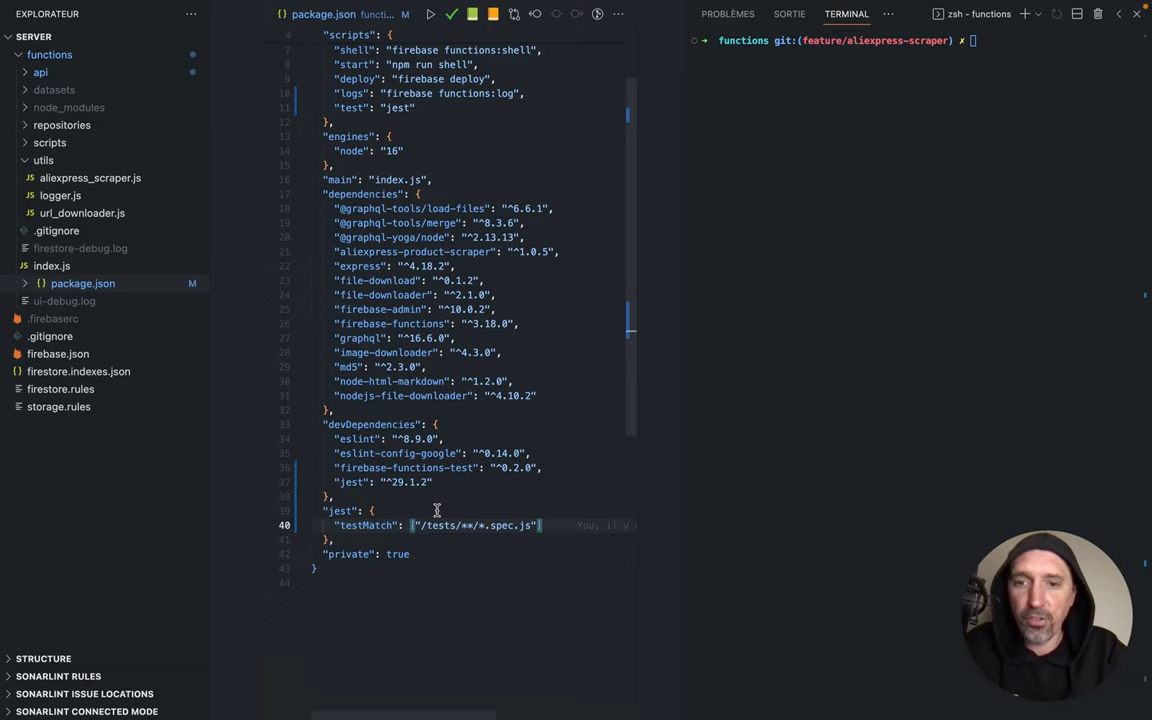 EXPLORATEUR
SERVER
functions
api
datasets
node_modules
repositories
scripts
utils
aliexpress_scraper.js
logger.js
url_downloader.js
.gitignore
firestore-debug.log
index.js
{} package.json M
ui-debug.log
.firebaserc
.gitignore
firebase.json
firestore.indexes.json
firestore.rules
storage.rules
STRUCTURE
SONARLINT RULES
SONARLINT ISSUE LOCATIONS
SONARLINT CONNECTED MODE
{} package.json functi... M
4 "scripts": {
7 "shell": "firebase functions:shell",
8 "start": "npm run shell",
9 "deploy": "firebase deploy",
10 "logs": "firebase functions:log",
11 "test": "jest"
12 },
13 "engines": {
14 "node": "16"
15 },
16 "main": "index.js",
17 "dependencies": {
18 "@graphql-tools/load-files": "^6.6.1",
19 "@graphql-tools/merge": "^8.3.6",
20 "@graphql-yoga/node": "^2.13.13",
21 "aliexpress-product-scraper": "^1.0.5",
22 "express": "^4.18.2",
23 "file-download": "^0.1.2",
24 "file-downloader": "^2.1.0",
25 "firebase-admin": "^10.0.2",
26 "firebase-functions": "^3.18.0",
27 "graphql": "^16.6.0",
28 "image-downloader": "^4.3.0",
29 "md5": "^2.3.0",
30 "node-html-markdown": "^1.2.0",
31 "nodejs-file-downloader": "^4.10.2"
32 },
33 "devDependencies": {
34 "eslint": "^8.9.0",
35 "eslint-config-google": "^0.14.0",
36 "firebase-functions-test": "^0.2.0",
37 "jest": "^29.1.2"
38 },
39 "jest": {
40 "testMatch": ["/tests/**/*.spec.js"] You, il y
41 },
42 "private": true
43 }
44
PROBLÈMES SORTIE TERMINAL zsh - functions
→ functions git:(feature/aliexpress-scraper) ✗